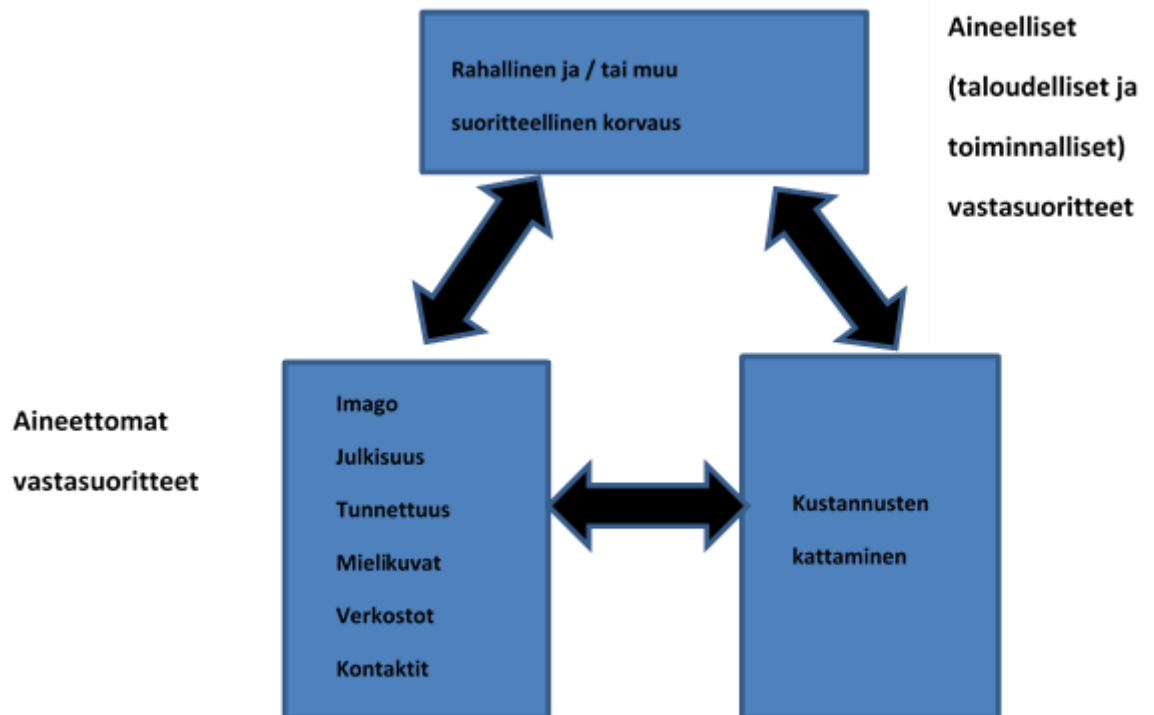 Rahallinen ja / tai muu
suoritteellinen korvaus
Aineelliset
(taloudelliset ja
toiminnalliset)
vastasuoritteet
Aineettomat
vastasuoritteet
Imago
Julkisuus
Tunnettuus
Mielikuvat
Verkostot
Kontaktit
Kustannusten
kattaminen